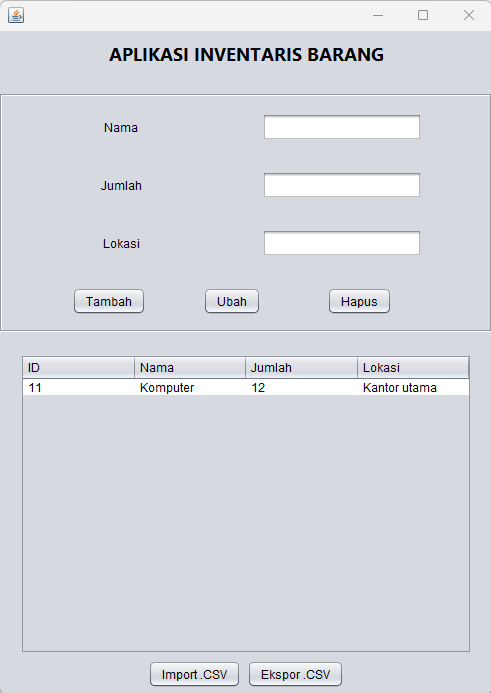 APLIKASI INVENTARIS BARANG
Nama
Jumlah
Lokasi
Tambah Ubah Hapus
ID Nama Jumlah Lokasi
11 Komputer 12 Kantor utama
Import .CSV Ekspor .CSV